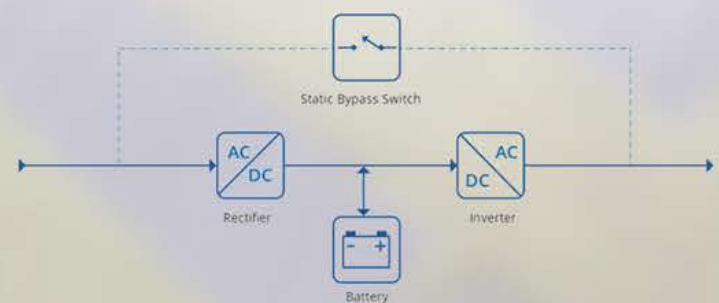 Static Bypass Switch
AC
DC
Rectifier
AC
DC
Inverter
- +
Battery